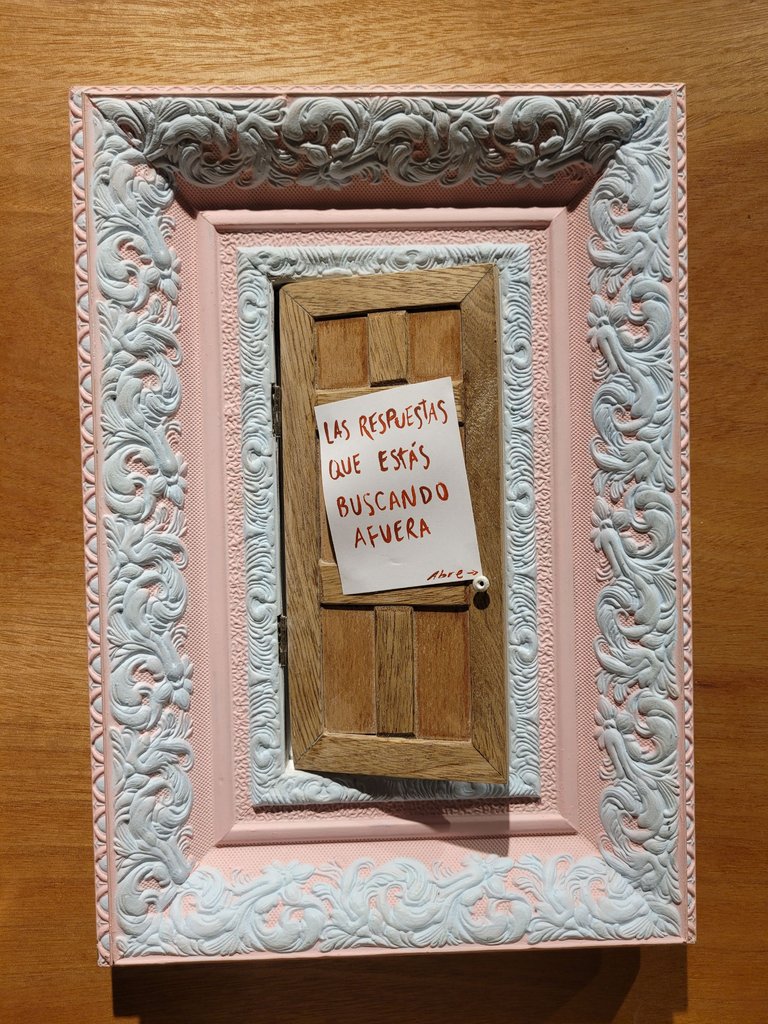 LAS RESPUESTAS
QUE ESTÁS
BUSCANDO
AFUERA
Abre →